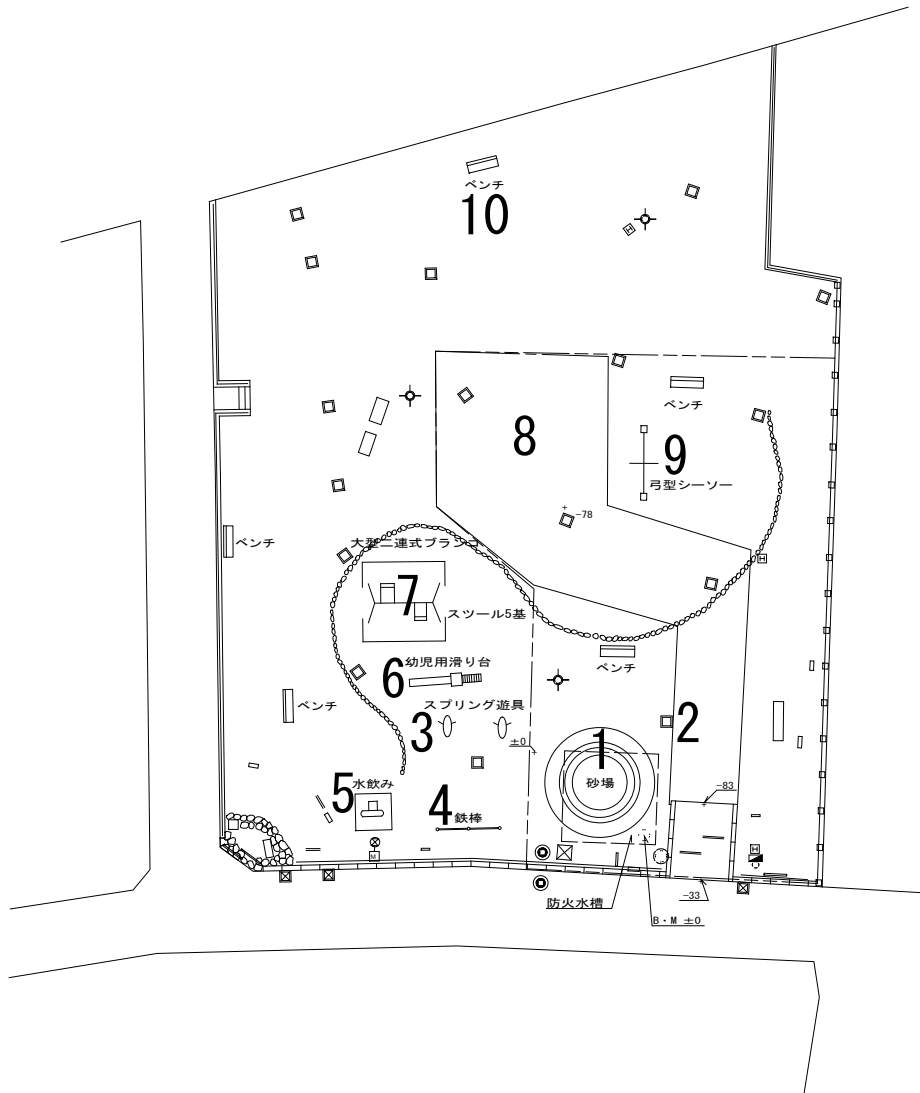 ベンチ
10
ベンチ
8
9
弓型シーソー
-78
ベンチ
大型二連式ブランコ
7
スツール5基
幼児用滑り台
6
ベンチ
ベンチ
スプリング遊具
3
2
1
±0
砂場
-83
5
水飲み
4
鉄棒
M
H
H
H
-33
防火水槽
B・M ±0